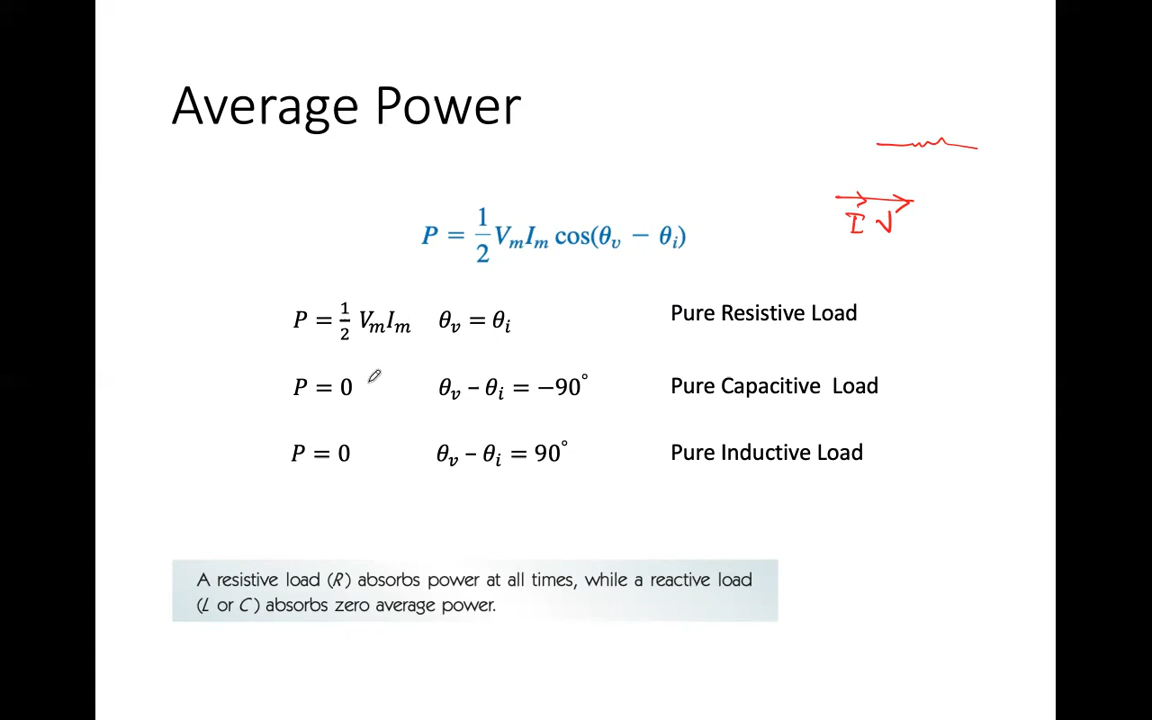 Average Power
P = 1/2 VₘIₘ cos(θᵥ − θᵢ)
P = 1/2 VₘIₘ θᵥ = θᵢ Pure Resistive Load
P = 0 θᵥ − θᵢ = −90° Pure Capacitive Load
P = 0 θᵥ − θᵢ = 90° Pure Inductive Load
I V
A resistive load (R) absorbs power at all times, while a reactive load
(L or C) absorbs zero average power.